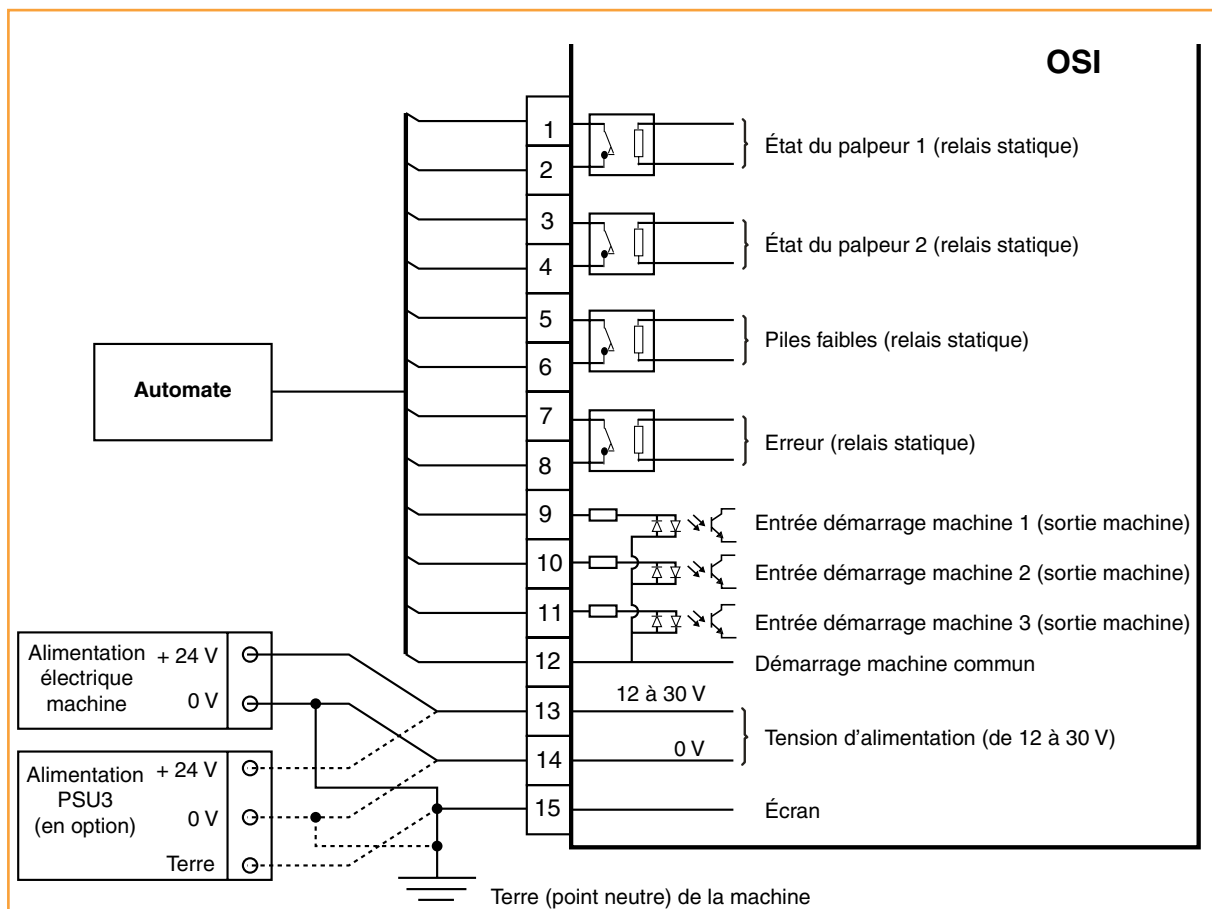 OSI
1
État du palpeur 1 (relais statique)
2
3
État du palpeur 2 (relais statique)
4
5
Piles faibles (relais statique)
6
Automate
7
Erreur (relais statique)
8
9
Entrée démarrage machine 1 (sortie machine)
10
Entrée démarrage machine 2 (sortie machine)
11
Entrée démarrage machine 3 (sortie machine)
12
Démarrage machine commun
Alimentation
électrique
machine
+ 24 V
0 V
13
12 à 30 V
Tension d’alimentation (de 12 à 30 V)
14
0 V
Alimentation
PSU3
(en option)
+ 24 V
0 V
Terre
15
Écran
Terre (point neutre) de la machine